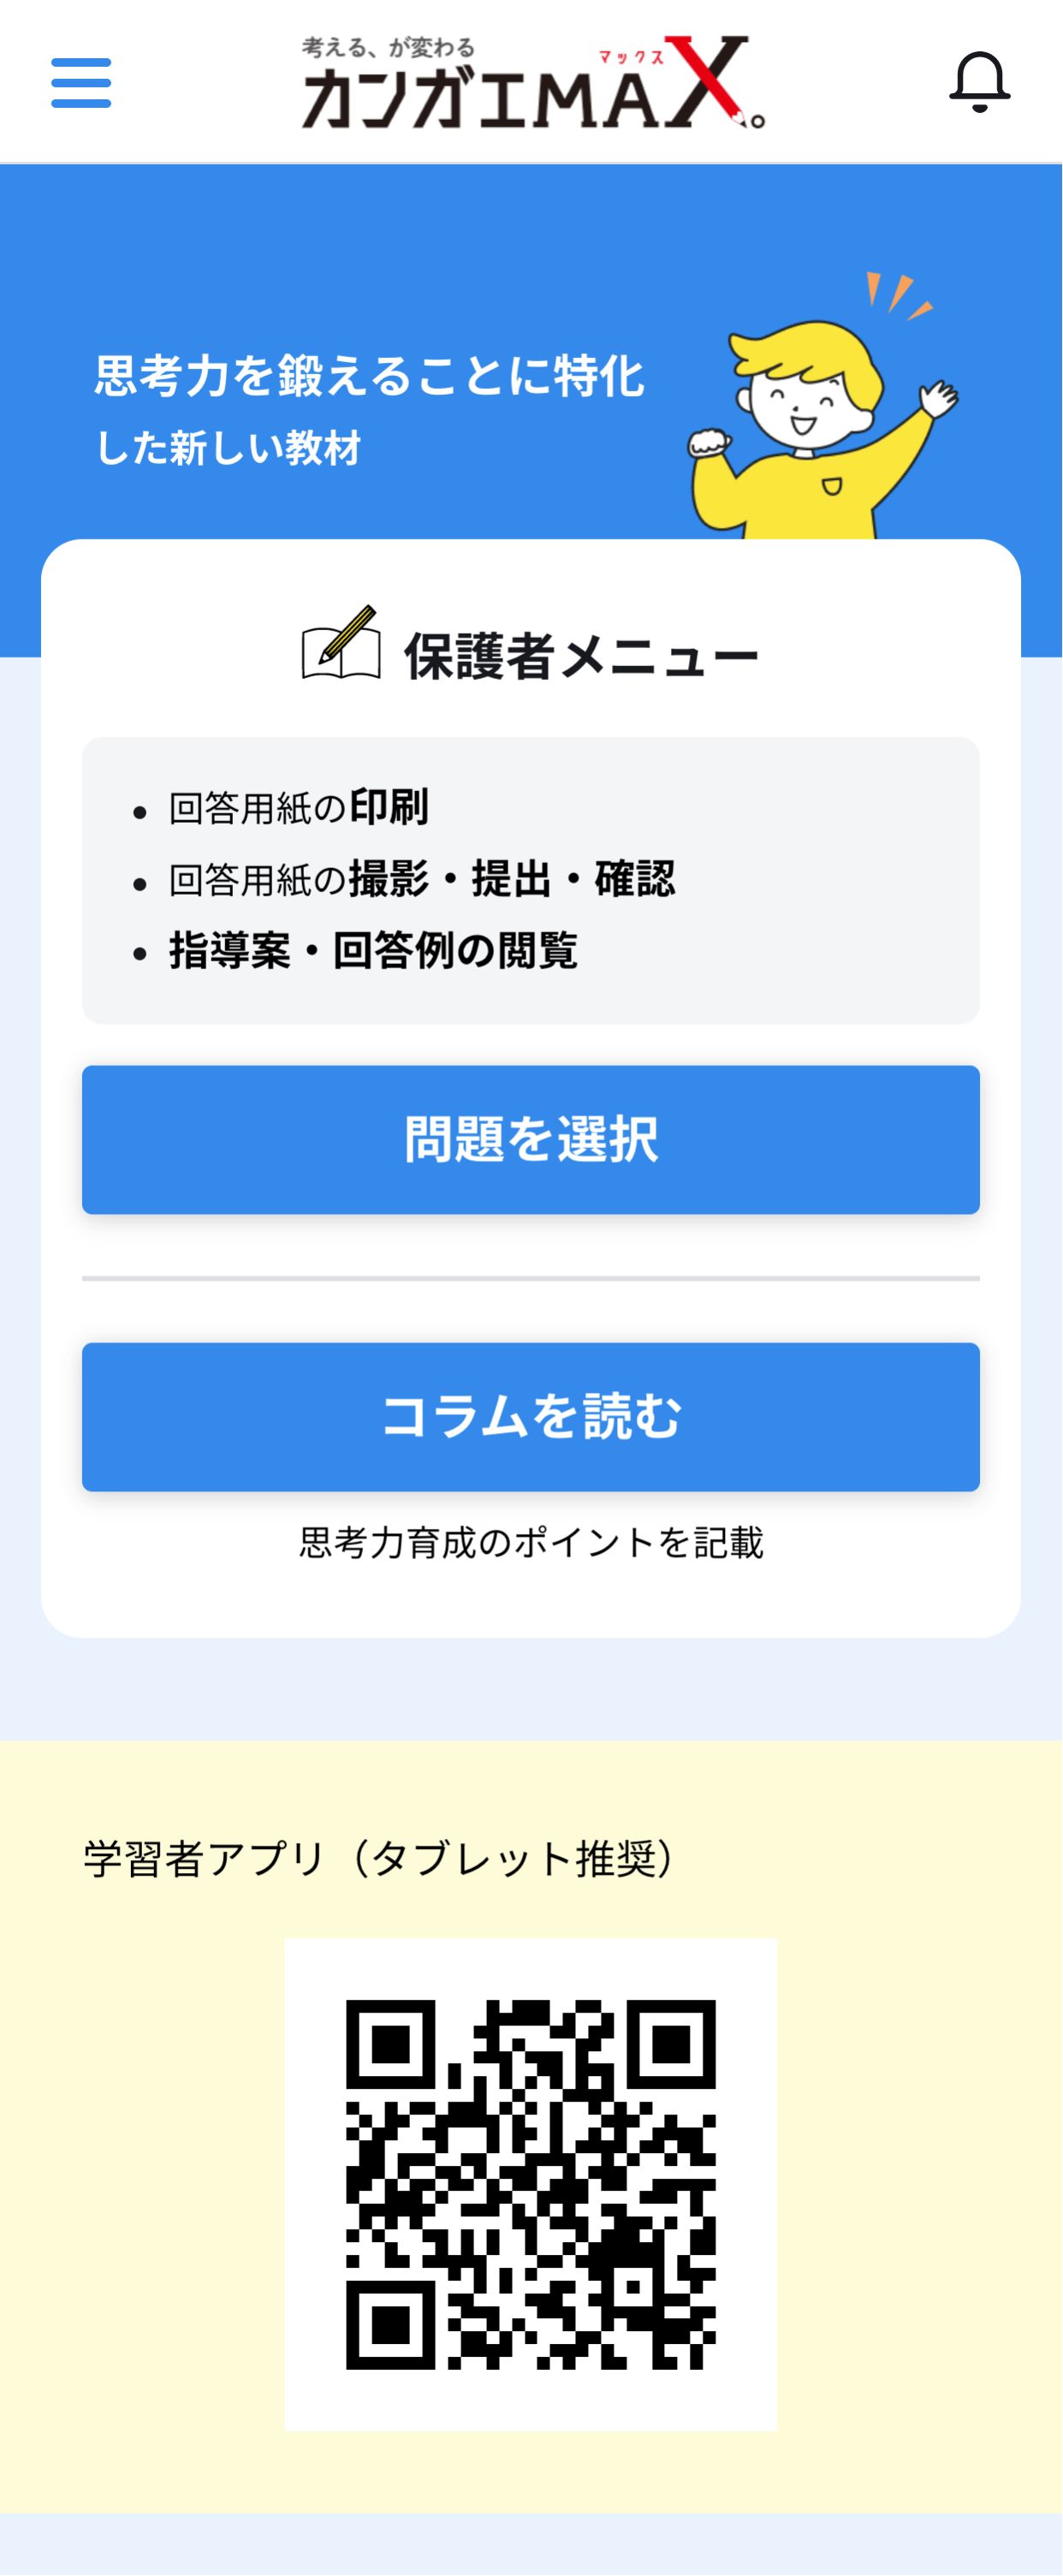 考える、が変わる
マックス
カンガエMAX。
思考力を鍛えることに特化
した新しい教材
保護者メニュー
• 回答用紙の印刷
• 回答用紙の撮影・提出・確認
• 指導案・回答例の閲覧
問題を選択
コラムを読む
思考力育成のポイントを記載
学習者アプリ（タブレット推奨）